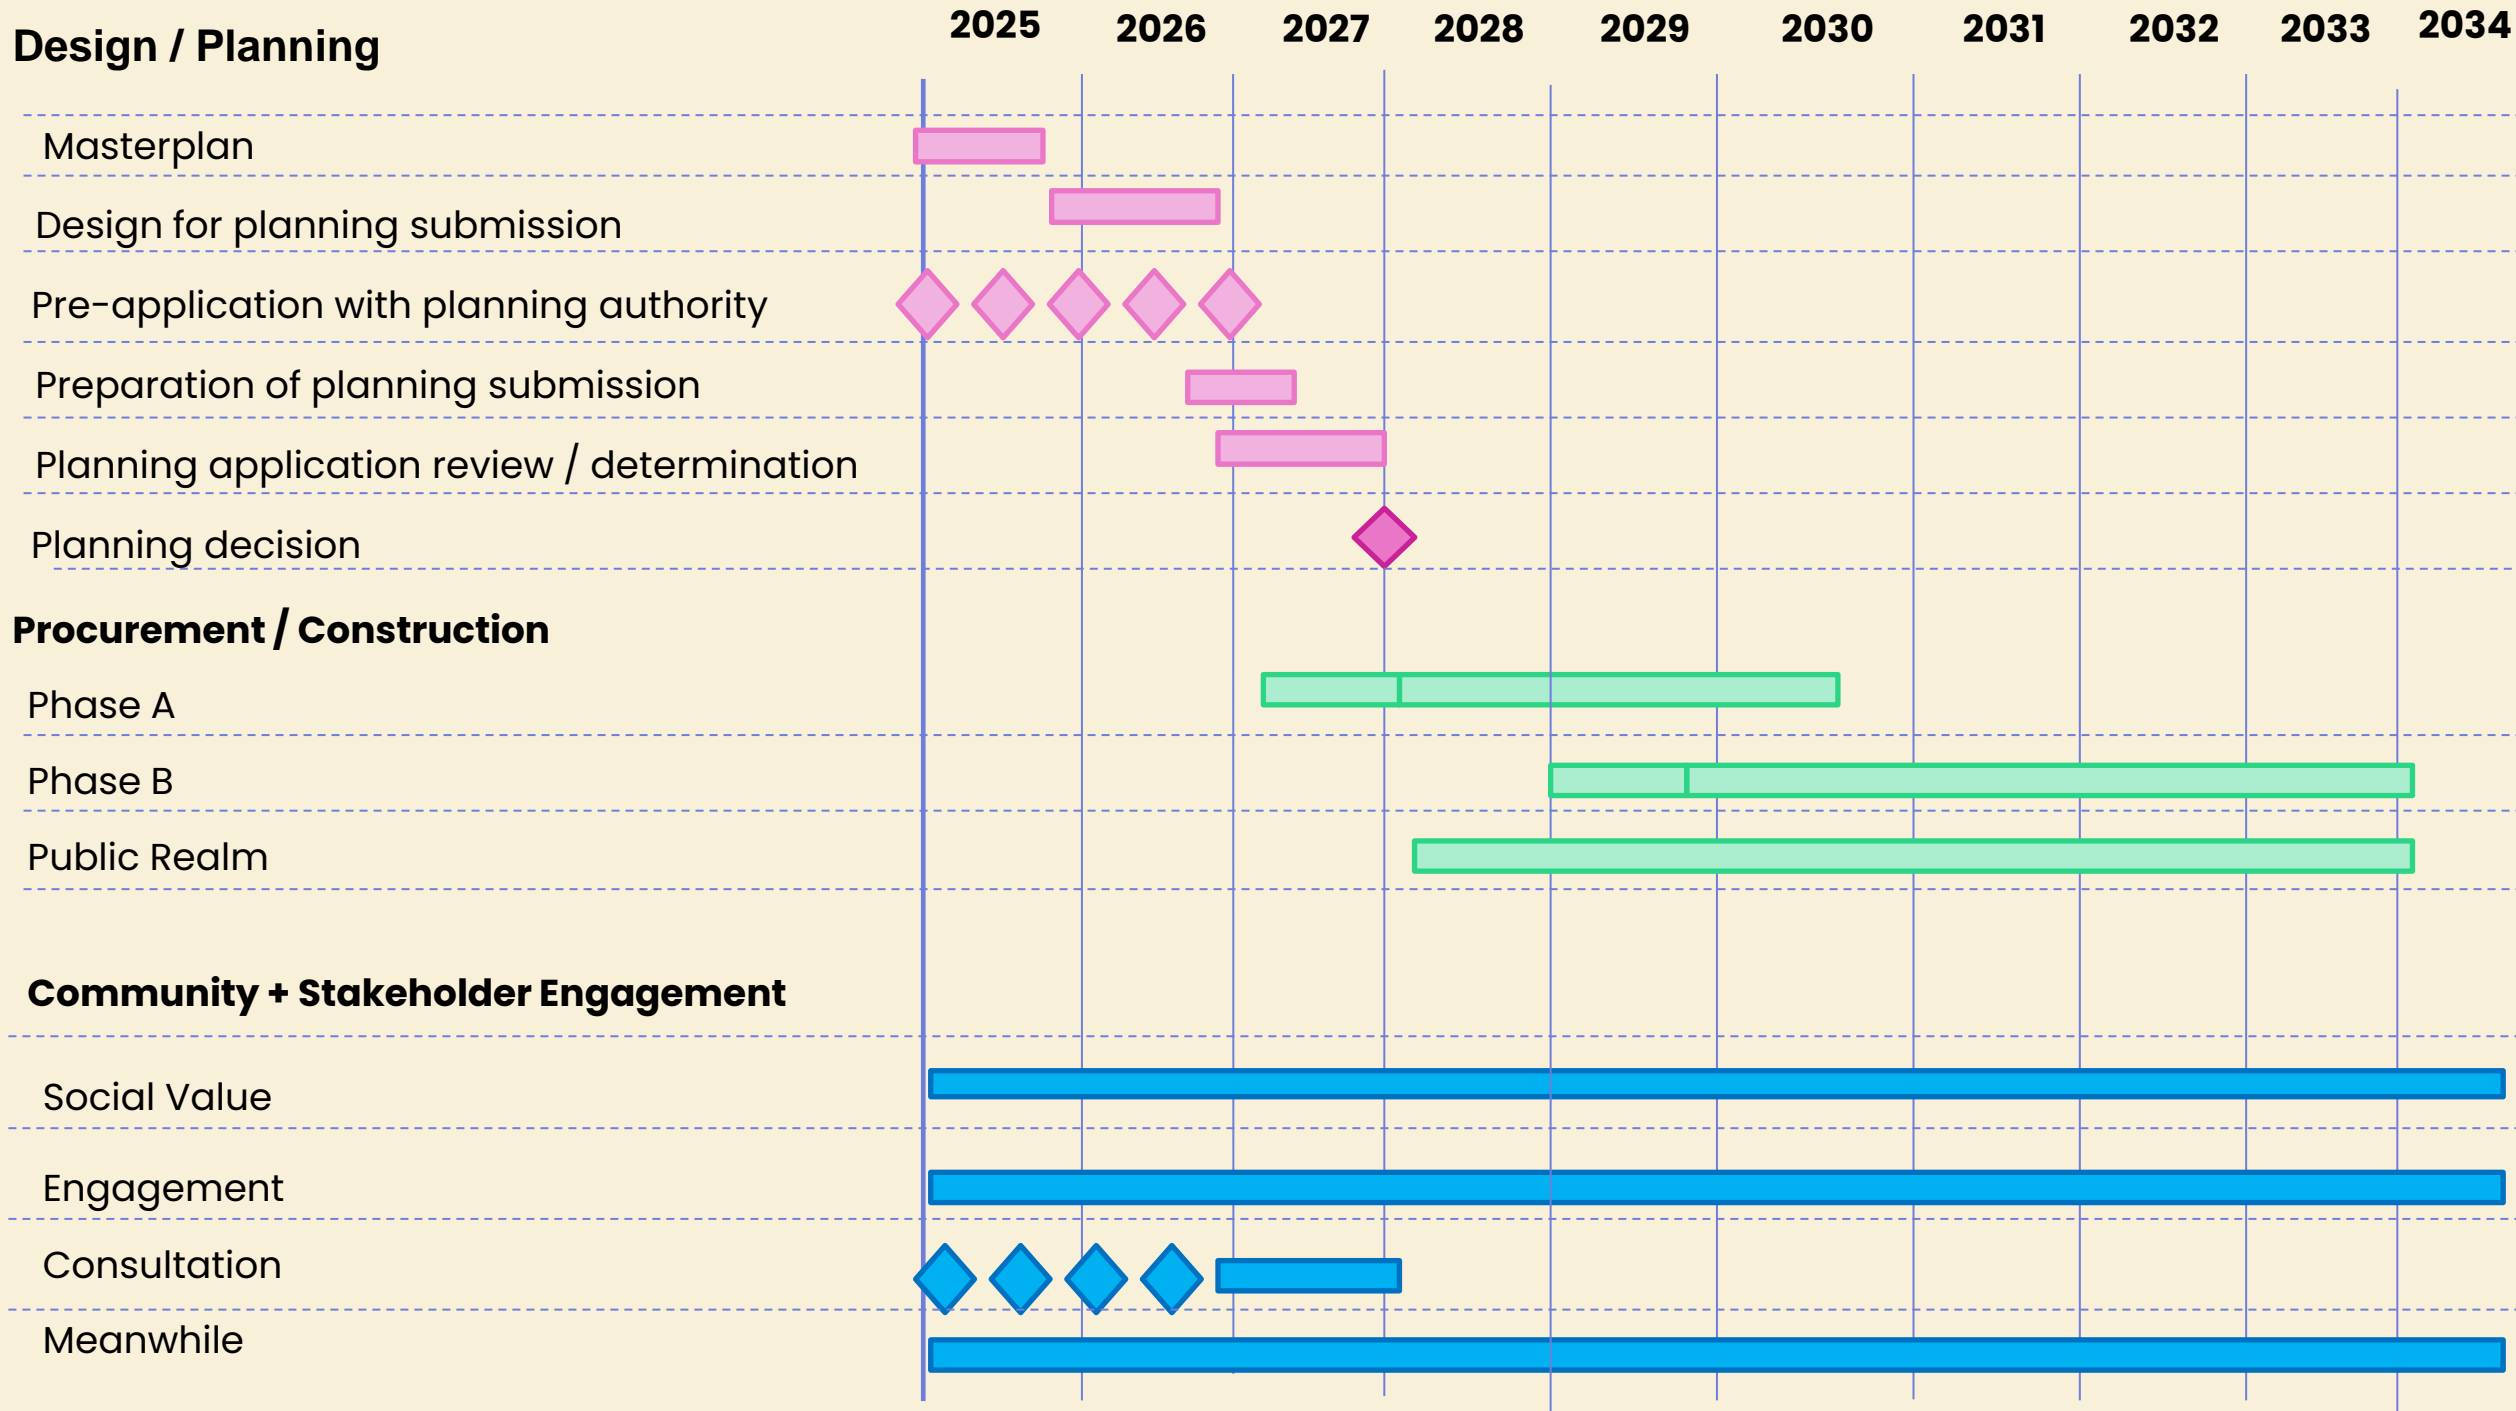 Design / Planning
2025 2026 2027 2028 2029 2030 2031 2032 2033 2034
Masterplan
Design for planning submission
Pre-application with planning authority
Preparation of planning submission
Planning application review / determination
Planning decision
Procurement / Construction
Phase A
Phase B
Public Realm
Community + Stakeholder Engagement
Social Value
Engagement
Consultation
Meanwhile